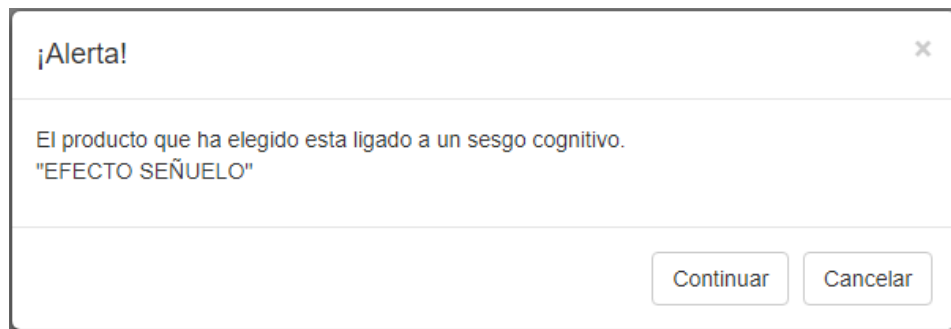 ¡Alerta!
×
El producto que ha elegido esta ligado a un sesgo cognitivo.
"EFECTO SEÑUELO"
Continuar Cancelar